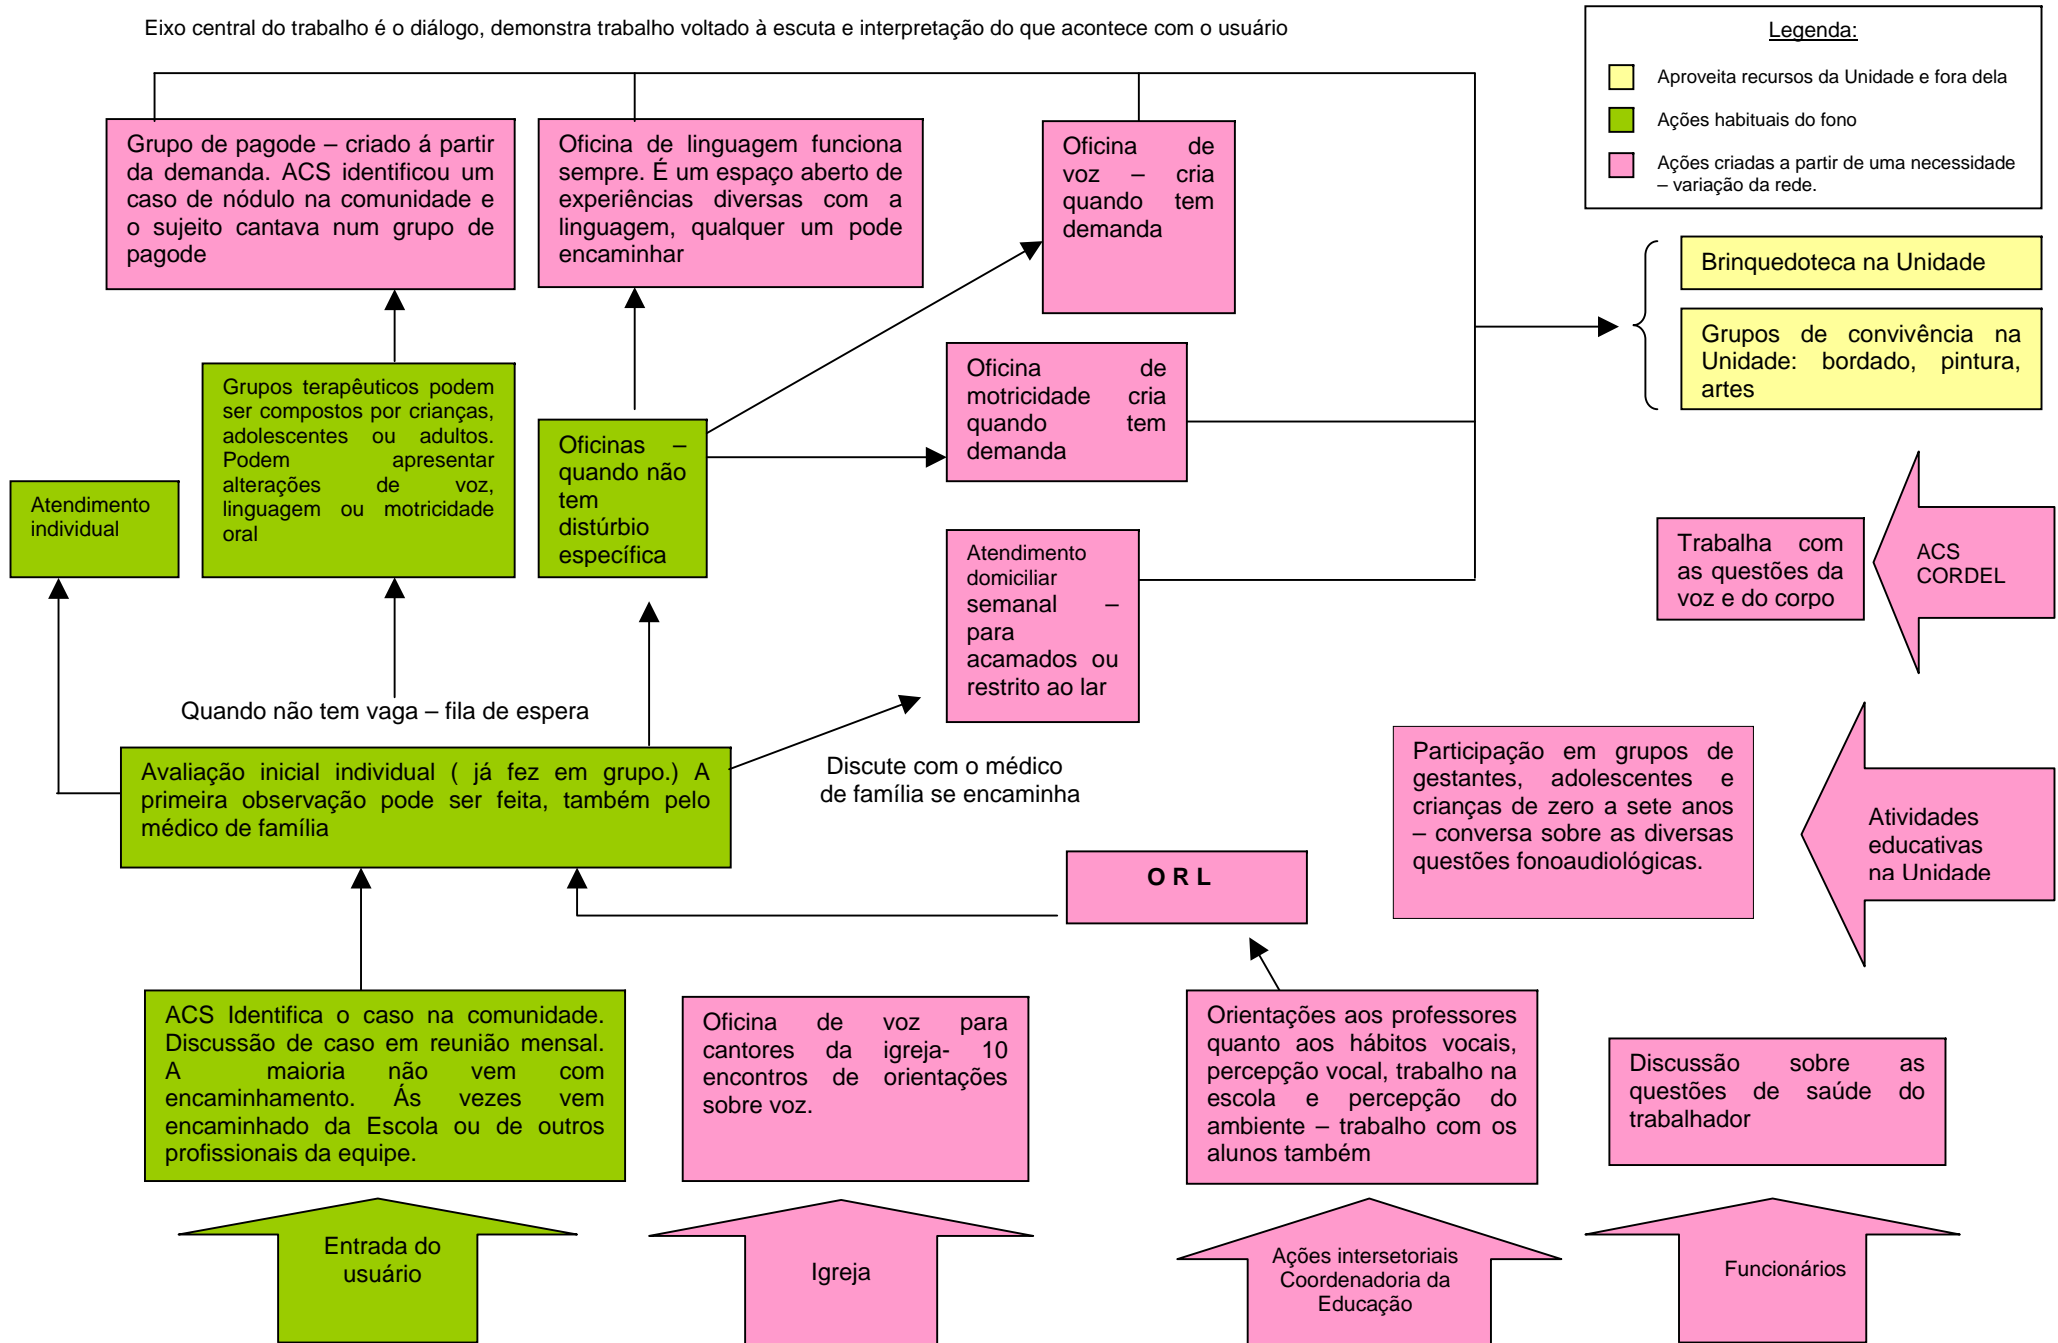 Eixo central do trabalho é o diálogo, demonstra trabalho voltado à escuta e interpretação do que acontece com o usuário
Legenda:
Aproveita recursos da Unidade e fora dela
Ações habituais do fono
Ações criadas a partir de uma necessidade
– variação da rede.
Grupo de pagode – criado á partir
da demanda. ACS identificou um
caso de nódulo na comunidade e
o sujeito cantava num grupo de
pagode
Oficina de linguagem funciona
sempre. É um espaço aberto de
experiências diversas com a
linguagem, qualquer um pode
encaminhar
Oficina de
voz – cria
quando tem
demanda
Brinquedoteca na Unidade
Grupos de convivência na
Unidade: bordado, pintura,
artes
Oficina de
motricidade cria
quando tem
demanda
Grupos terapêuticos podem
ser compostos por crianças,
adolescentes ou adultos.
Podem apresentar
alterações de voz,
linguagem ou motricidade
oral
Oficinas –
quando não
tem
distúrbio
específica
Atendimento
individual
Atendimento
domiciliar
semanal –
para
acamados ou
restrito ao lar
Trabalha com
as questões da
voz e do corpo
ACS
CORDEL
Quando não tem vaga – fila de espera
Avaliação inicial individual ( já fez em grupo.) A
primeira observação pode ser feita, também pelo
médico de família
Discute com o médico
de família se encaminha
Participação em grupos de
gestantes, adolescentes e
crianças de zero a sete anos
– conversa sobre as diversas
questões fonoaudiológicas.
Atividades
educativas
na Unidade
O R L
ACS Identifica o caso na comunidade.
Discussão de caso em reunião mensal.
A maioria não vem com
encaminhamento. Ás vezes vem
encaminhado da Escola ou de outros
profissionais da equipe.
Oficina de voz para
cantores da igreja- 10
encontros de orientações
sobre voz.
Orientações aos professores
quanto aos hábitos vocais,
percepção vocal, trabalho na
escola e percepção do
ambiente – trabalho com os
alunos também
Discussão sobre as
questões de saúde do
trabalhador
Entrada do
usuário
Igreja
Ações intersetoriais
Coordenadoria da
Educação
Funcionários